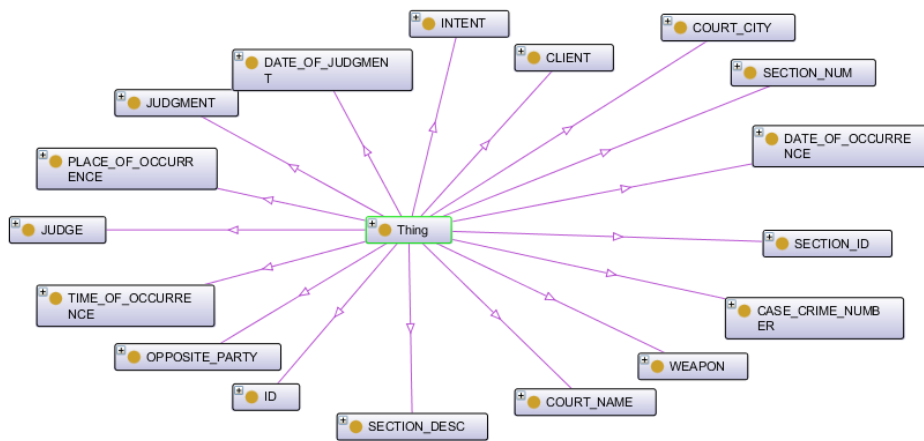 INTENT
COURT_CITY
CLIENT
DATE_OF_JUDGMEN
T
SECTION_NUM
JUDGMENT
DATE_OF_OCCURRE
NCE
PLACE_OF_OCCURR
ENCE
JUDGE
Thing
SECTION_ID
TIME_OF_OCCURRE
NCE
CASE_CRIME_NUMB
ER
OPPOSITE_PARTY
WEAPON
ID
COURT_NAME
SECTION_DESC